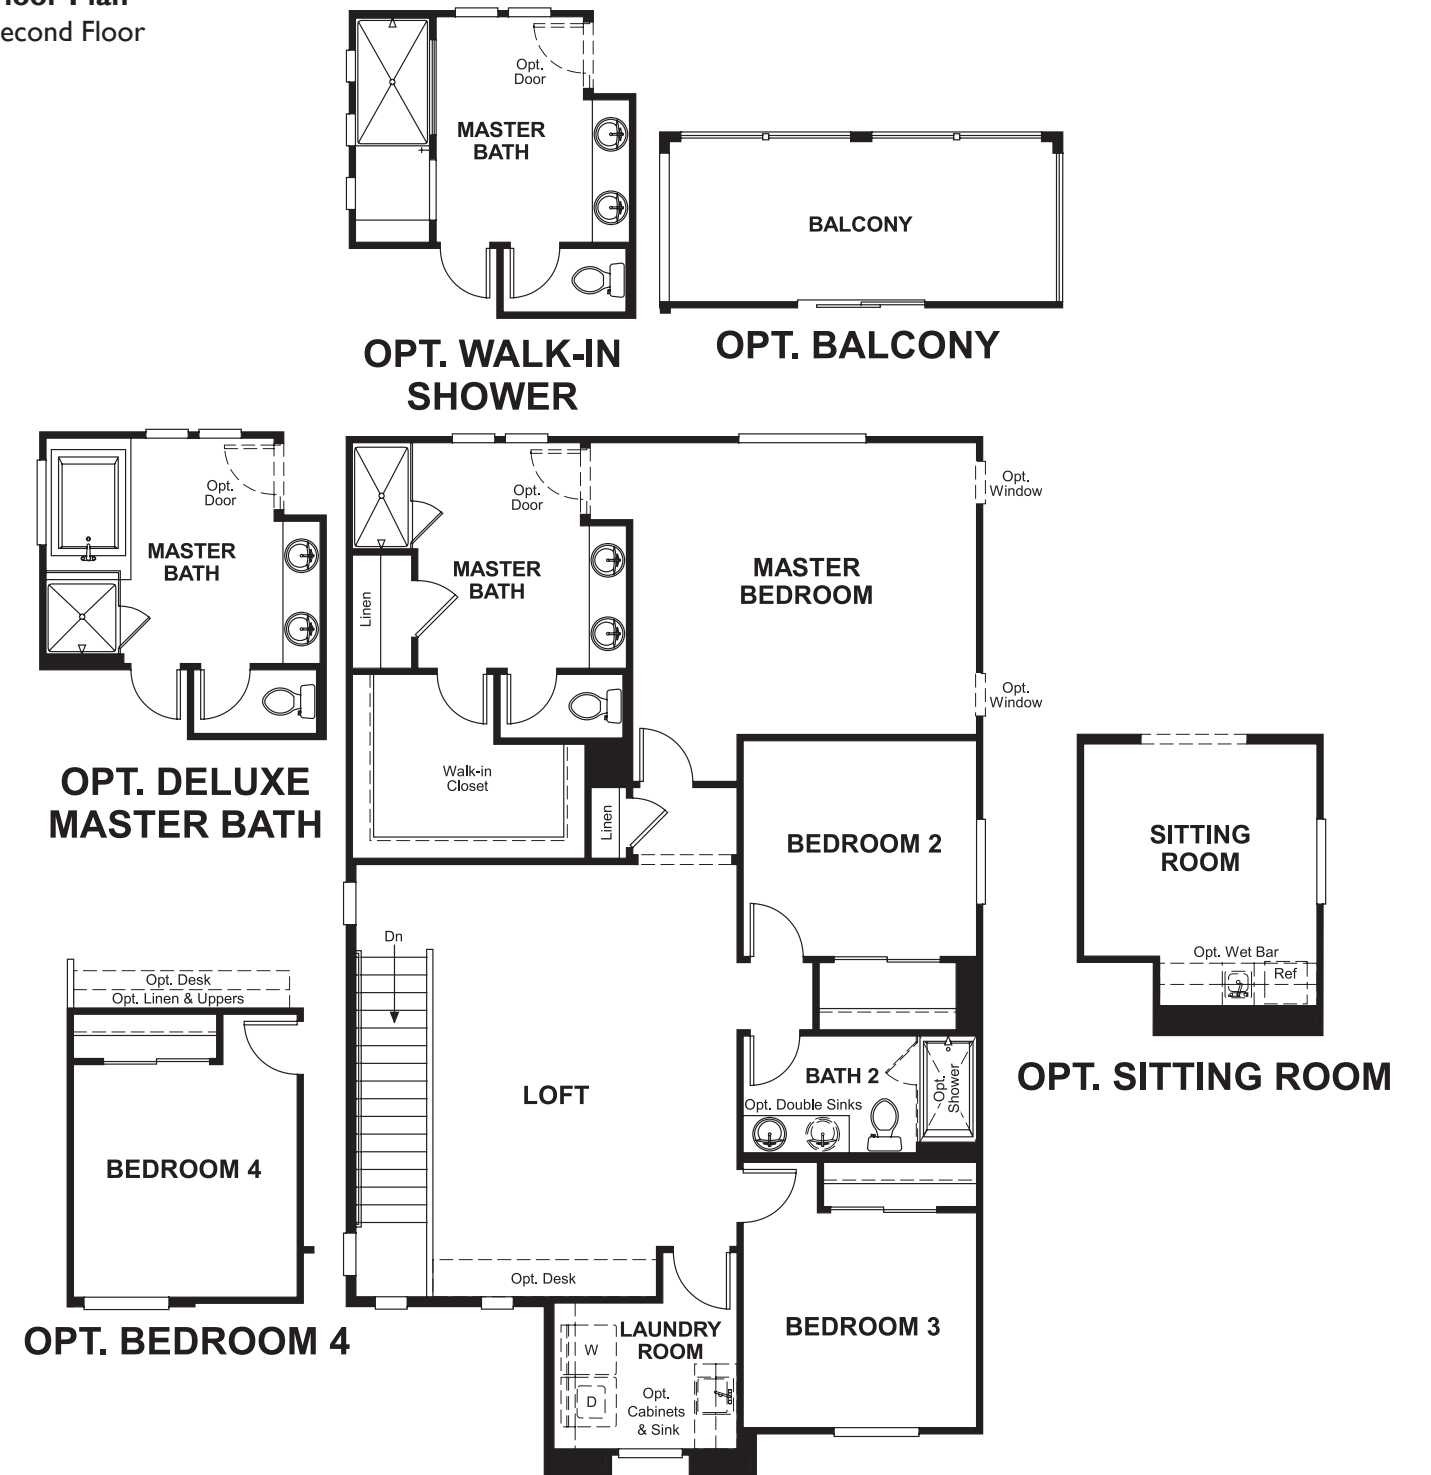 econd Floor
Opt.
Door
MASTER
BATH
BALCONY
OPT. WALK-IN
SHOWER
OPT. BALCONY
Opt.
Door
MASTER
BATH
OPT. DELUXE
MASTER BATH
Opt.
Door
MASTER
BATH
Linen
MASTER
BEDROOM
Opt.
Window
Opt.
Window
Walk-in
Closet
Linen
BEDROOM 2
SITTING
ROOM
Opt. Wet Bar
Ref
OPT. SITTING ROOM
Dn
Opt. Desk
Opt. Linen & Uppers
BEDROOM 4
OPT. BEDROOM 4
LOFT
BATH 2
Opt. Double Sinks
Opt.
Shower
Opt. Desk
LAUNDRY
ROOM
W
D
Opt.
Cabinets
& Sink
BEDROOM 3